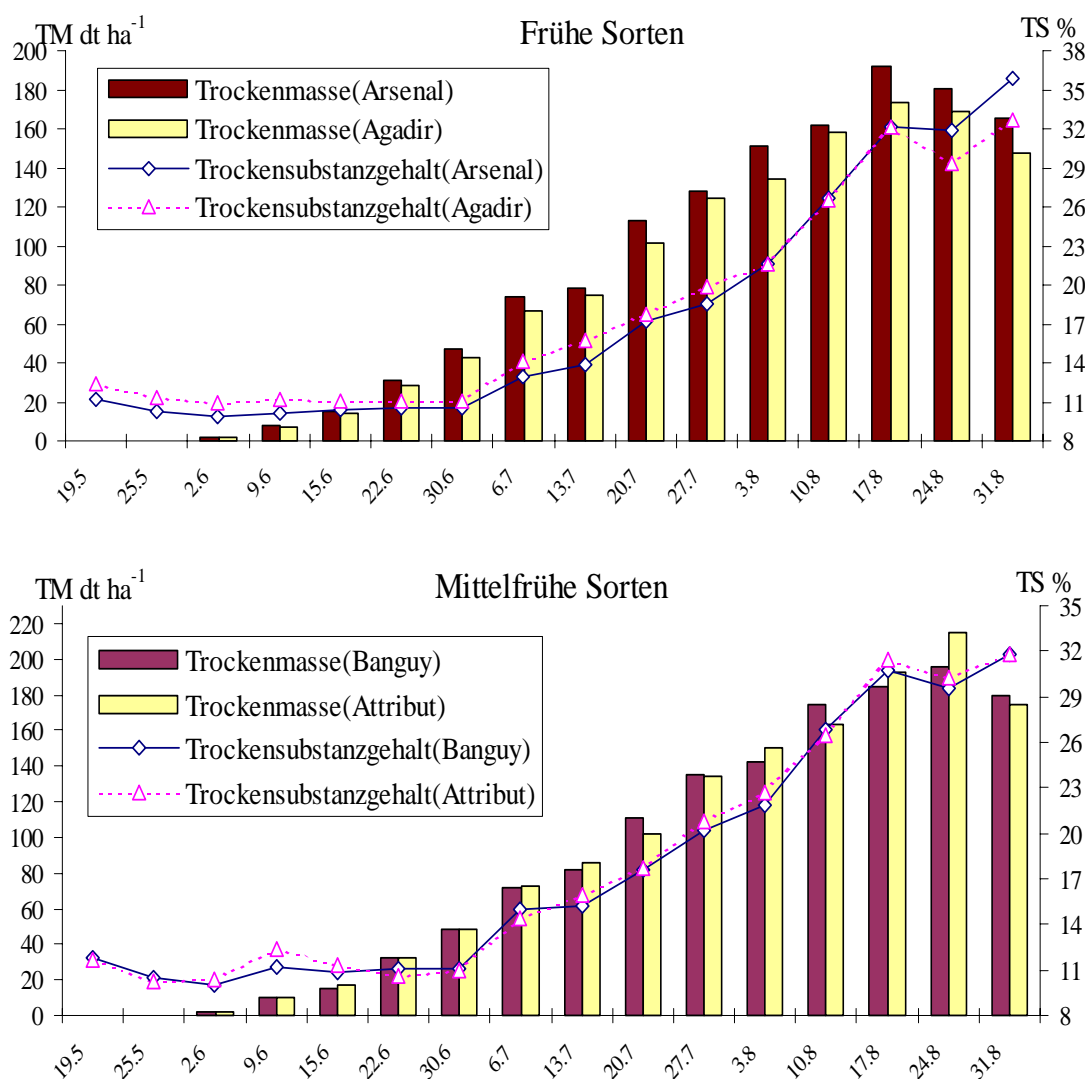 Frühe Sorten
TM dt ha⁻¹
TS %
200
180
160
140
120
100
80
60
40
20
0
Trockenmasse(Arsenal)
Trockenmasse(Agadir)
Trockensubstanzgehalt(Arsenal)
Trockensubstanzgehalt(Agadir)
38
35
32
29
26
23
20
17
14
11
8
19.5 25.5 2.6 9.6 15.6 22.6 30.6 6.7 13.7 20.7 27.7 3.8 10.8 17.8 24.8 31.8
Mittelfrühe Sorten
TM dt ha⁻¹
TS %
220
200
180
160
140
120
100
80
60
40
20
0
Trockenmasse(Banguy)
Trockenmasse(Attribut)
Trockensubstanzgehalt(Banguy)
Trockensubstanzgehalt(Attribut)
35
32
29
26
23
20
17
14
11
8
19.5 25.5 2.6 9.6 15.6 22.6 30.6 6.7 13.7 20.7 27.7 3.8 10.8 17.8 24.8 31.8